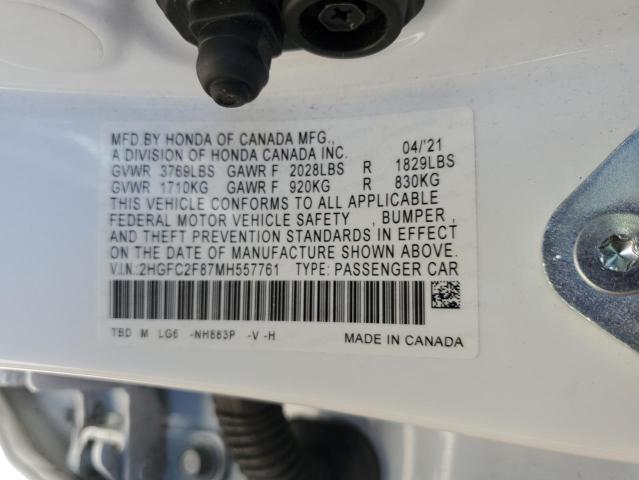 MFD.BY HONDA OF CANADA MFG., 04/'21
A DIVISION OF HONDA CANADA INC.
GVWR 3769LBS GAWR F 2028LBS R 1829LBS
GVWR 1710KG GAWR F 920KG R 830KG
THIS VEHICLE CONFORMS TO ALL APPLICABLE
FEDERAL MOTOR VEHICLE SAFETY , BUMPER ,
AND THEFT PREVENTION STANDARDS IN EFFECT
ON THE DATE OF MANUFACTURE SHOWN ABOVE.
V.I.N.:2HGFC2F87MH557761 TYPE: PASSENGER CAR
TBD M LG6 -NH883P -V -H MADE IN CANADA